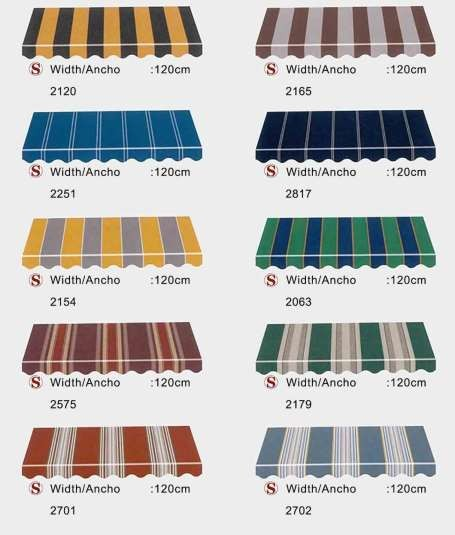 S Width/Ancho :120cm
2120
S Width/Ancho :120cm
2165
S Width/Ancho :120cm
2251
S Width/Ancho :120cm
2817
S Width/Ancho :120cm
2154
S Width/Ancho :120cm
2063
S Width/Ancho :120cm
2575
S Width/Ancho :120cm
2179
S Width/Ancho :120cm
2701
S Width/Ancho :120cm
2702